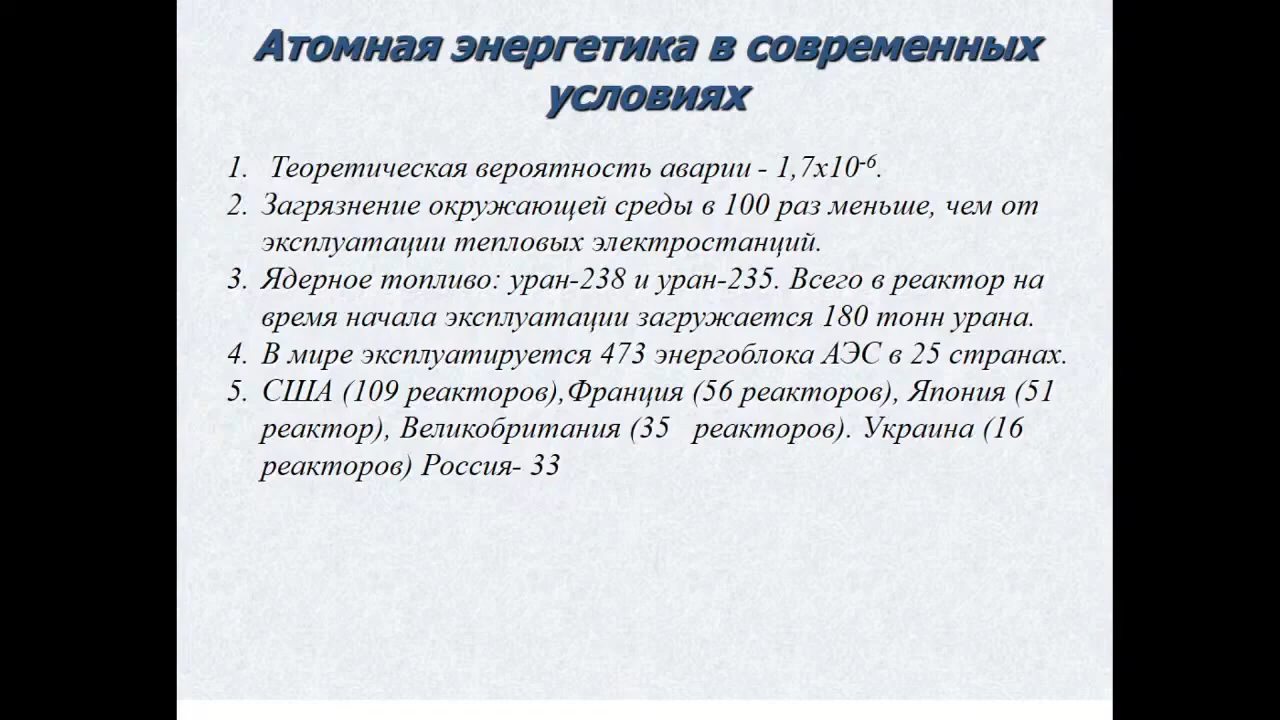 Атомная энергетика в современных
условиях
1. Теоретическая вероятность аварии - 1,7х10⁻⁶.
2. Загрязнение окружающей среды в 100 раз меньше, чем от
эксплуатации тепловых электростанций.
3. Ядерное топливо: уран-238 и уран-235. Всего в реактор на
время начала эксплуатации загружается 180 тонн урана.
4. В мире эксплуатируется 473 энергоблока АЭС в 25 странах.
5. США (109 реакторов),Франция (56 реакторов), Япония (51
реактор), Великобритания (35 реакторов). Украина (16
реакторов) Россия- 33